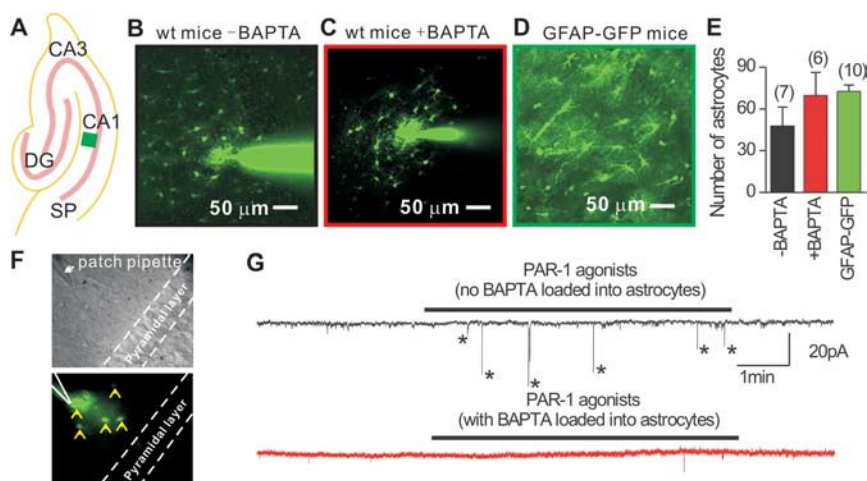 A
CA3
CA1
DG
SP
B wt mice -BAPTA
50 μm
C wt mice +BAPTA
50 μm
D GFAP-GFP mice
50 μm
E
Number of astrocytes
90
60
30
0
(7)
(6)
(10)
-BAPTA
+BAPTA
GFAP-GFP
F
patch pipette
Pyramidal layer
Pyramidal layer
G
PAR-1 agonists
(no BAPTA loaded into astrocytes)
* * * * * *
20pA
1min
PAR-1 agonists
(with BAPTA loaded into astrocytes)